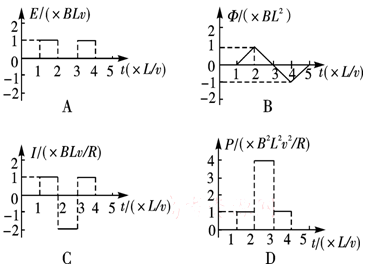 E/(×BLv)
2
1
0
-1
-2
1 2 3 4 5 t(×L/v)
A
Φ/(×BL²)
2
1
0
-1
-2
1 2 3 4 5 t(×L/v)
B
I/(×BLv/R)
2
1
0
-1
-2
1 2 3 4 5 t/(×L/v)
C
P/(×B²L²v²/R)
4
3
2
1
0
1 2 3 4 5 t/(×L/v)
D